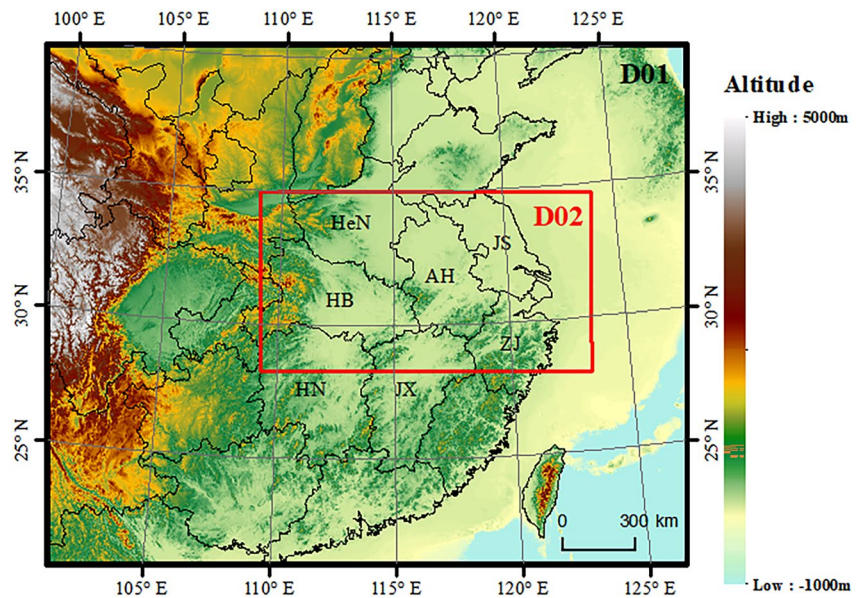 100° E 105° E 110° E 115° E 120° E 125° E
D01
Altitude
High : 5000m
35° N 35° N
HeN D02 JS
AH
30° N HB 30° N
ZJ
HN JX
25° N 25° N
0 300 km
Low : -1000m
105° E 110° E 115° E 120° E 125° E